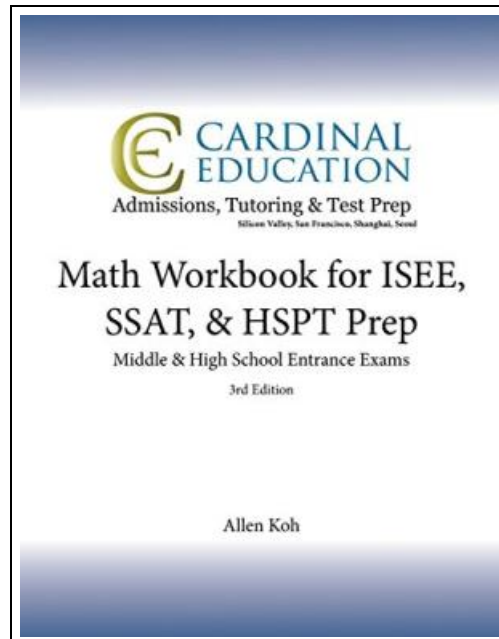 CE
CARDINAL
EDUCATION
Admissions, Tutoring & Test Prep
Silicon Valley, San Francisco, Shanghai, Seoul
Math Workbook for ISEE,
SSAT, & HSPT Prep
Middle & High School Entrance Exams
3rd Edition
Allen Koh